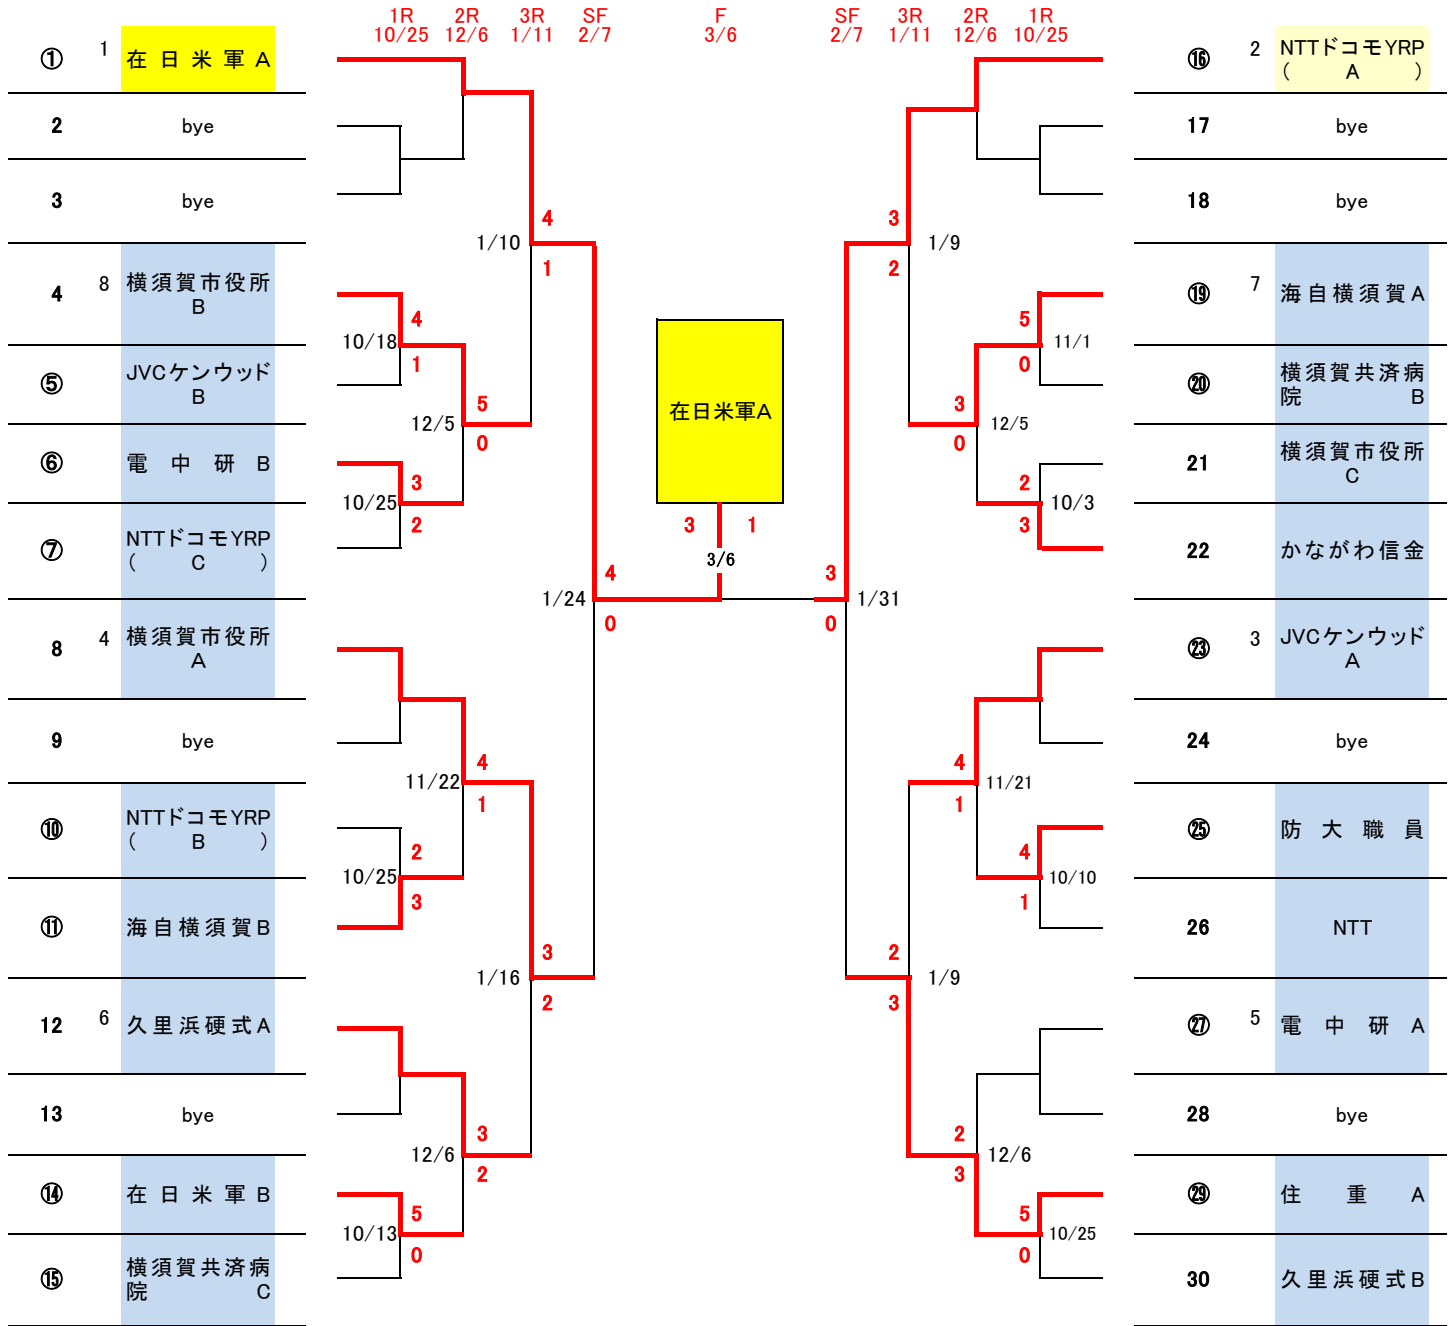 1R 2R 3R SF F SF 3R 2R 1R
10/25 12/6 1/11 2/7 3/6 2/7 1/11 12/6 10/25
① 1 在日米軍A
2 bye
3 bye
4 8 横須賀市役所
B
⑤ JVCケンウッド
B
⑥ 電中研B
⑦ NTTドコモYRP
( C )
8 4 横須賀市役所
A
9 bye
⑩ NTTドコモYRP
( B )
⑪ 海自横須賀B
12 6 久里浜硬式A
13 bye
⑭ 在日米軍B
⑮ 横須賀共済病
院 C
10/18
4
1
10/25
3
2
10/25
2
3
10/13
5
0
12/5
5
0
11/22
4
1
12/6
3
2
1/10
4
1
1/16
3
2
1/24
4
0
在日米軍A
3 1
3/6
3
0
1/31
3
2
1/9
2
3
1/9
3
0
12/5
4
1
11/21
2
3
12/6
5
0
11/1
2
3
10/3
4
1
10/10
5
0
10/25
⑯ 2 NTTドコモYRP
( A )
17 bye
18 bye
⑲ 7 海自横須賀A
⑳ 横須賀共済病
院 B
21 横須賀市役所
C
22 かながわ信金
㉓ 3 JVCケンウッド
A
24 bye
㉕ 防大職員
26 NTT
㉗ 5 電中研A
28 bye
㉙ 住重A
30 久里浜硬式B